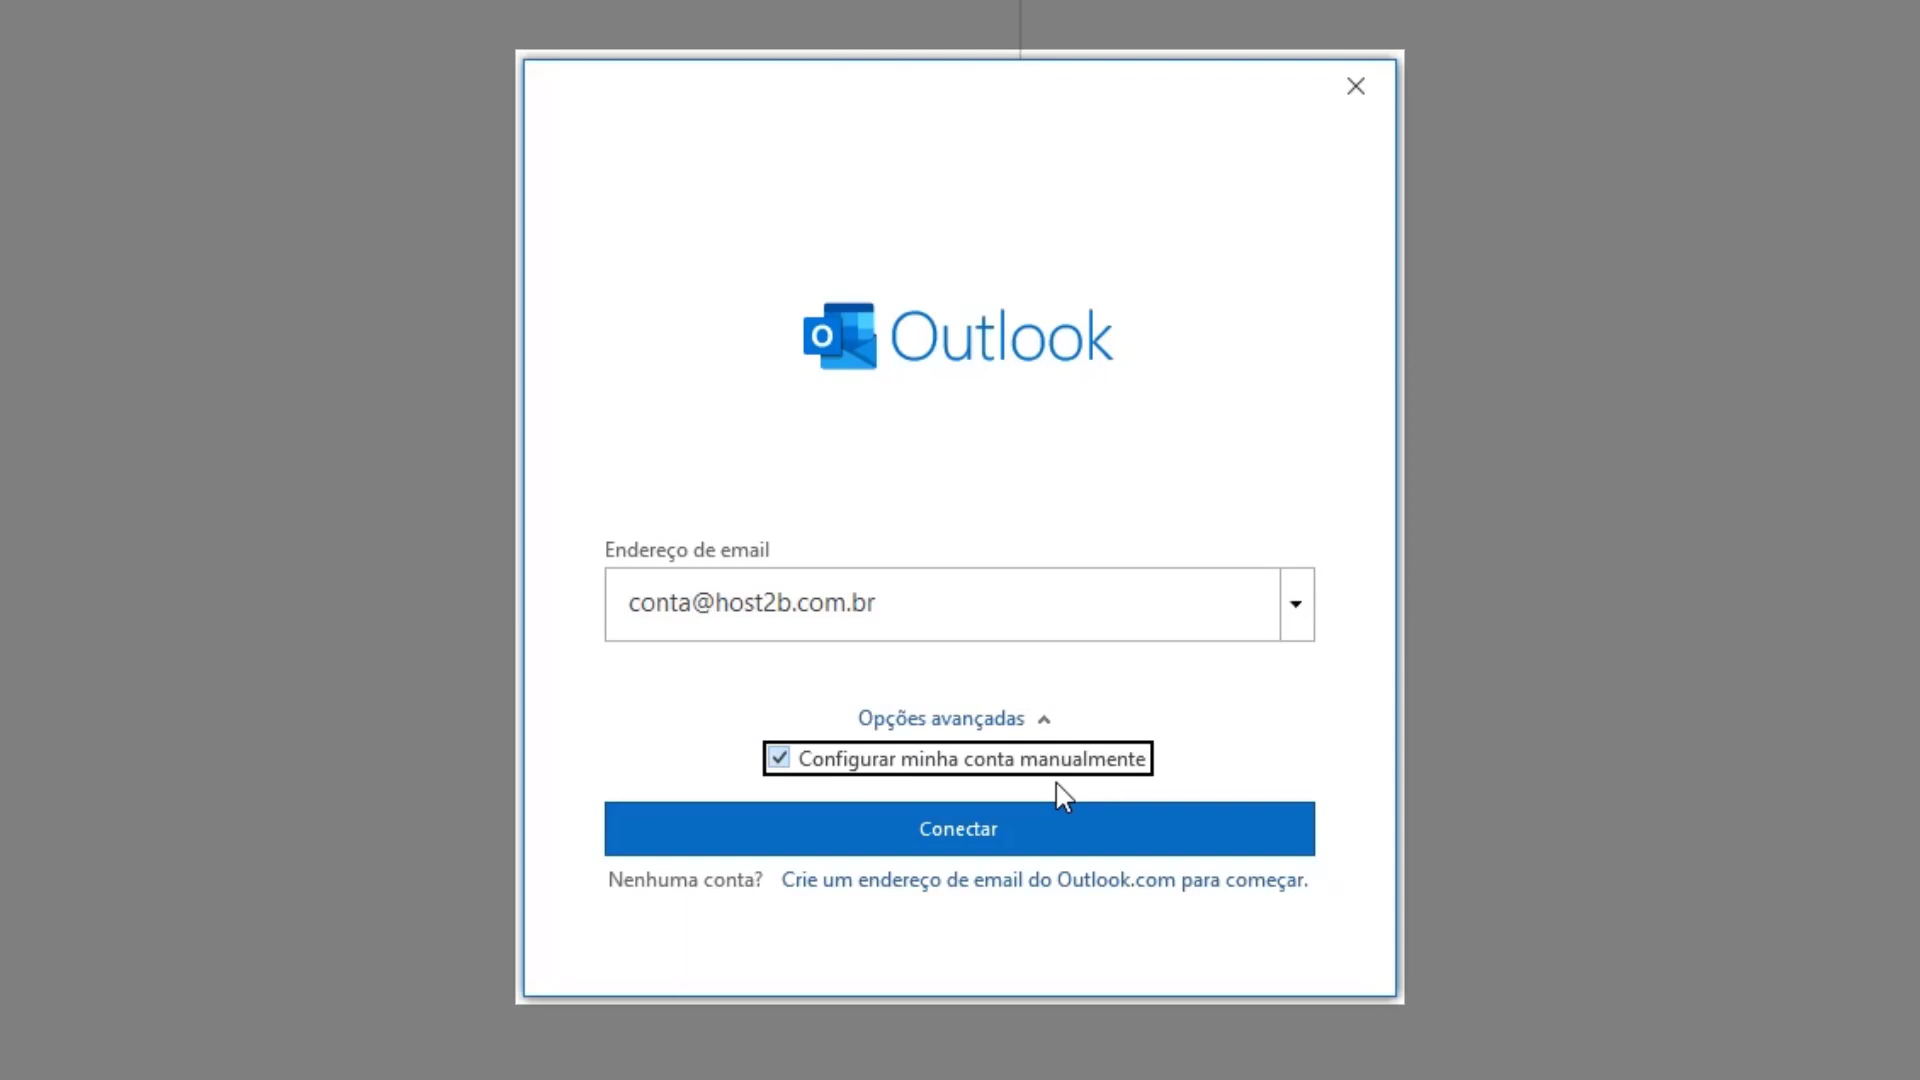 Outlook
Endereço de email
conta@host2b.com.br
Opções avançadas
Configurar minha conta manualmente
Conectar
Nenhuma conta? Crie um endereço de email do Outlook.com para começar.